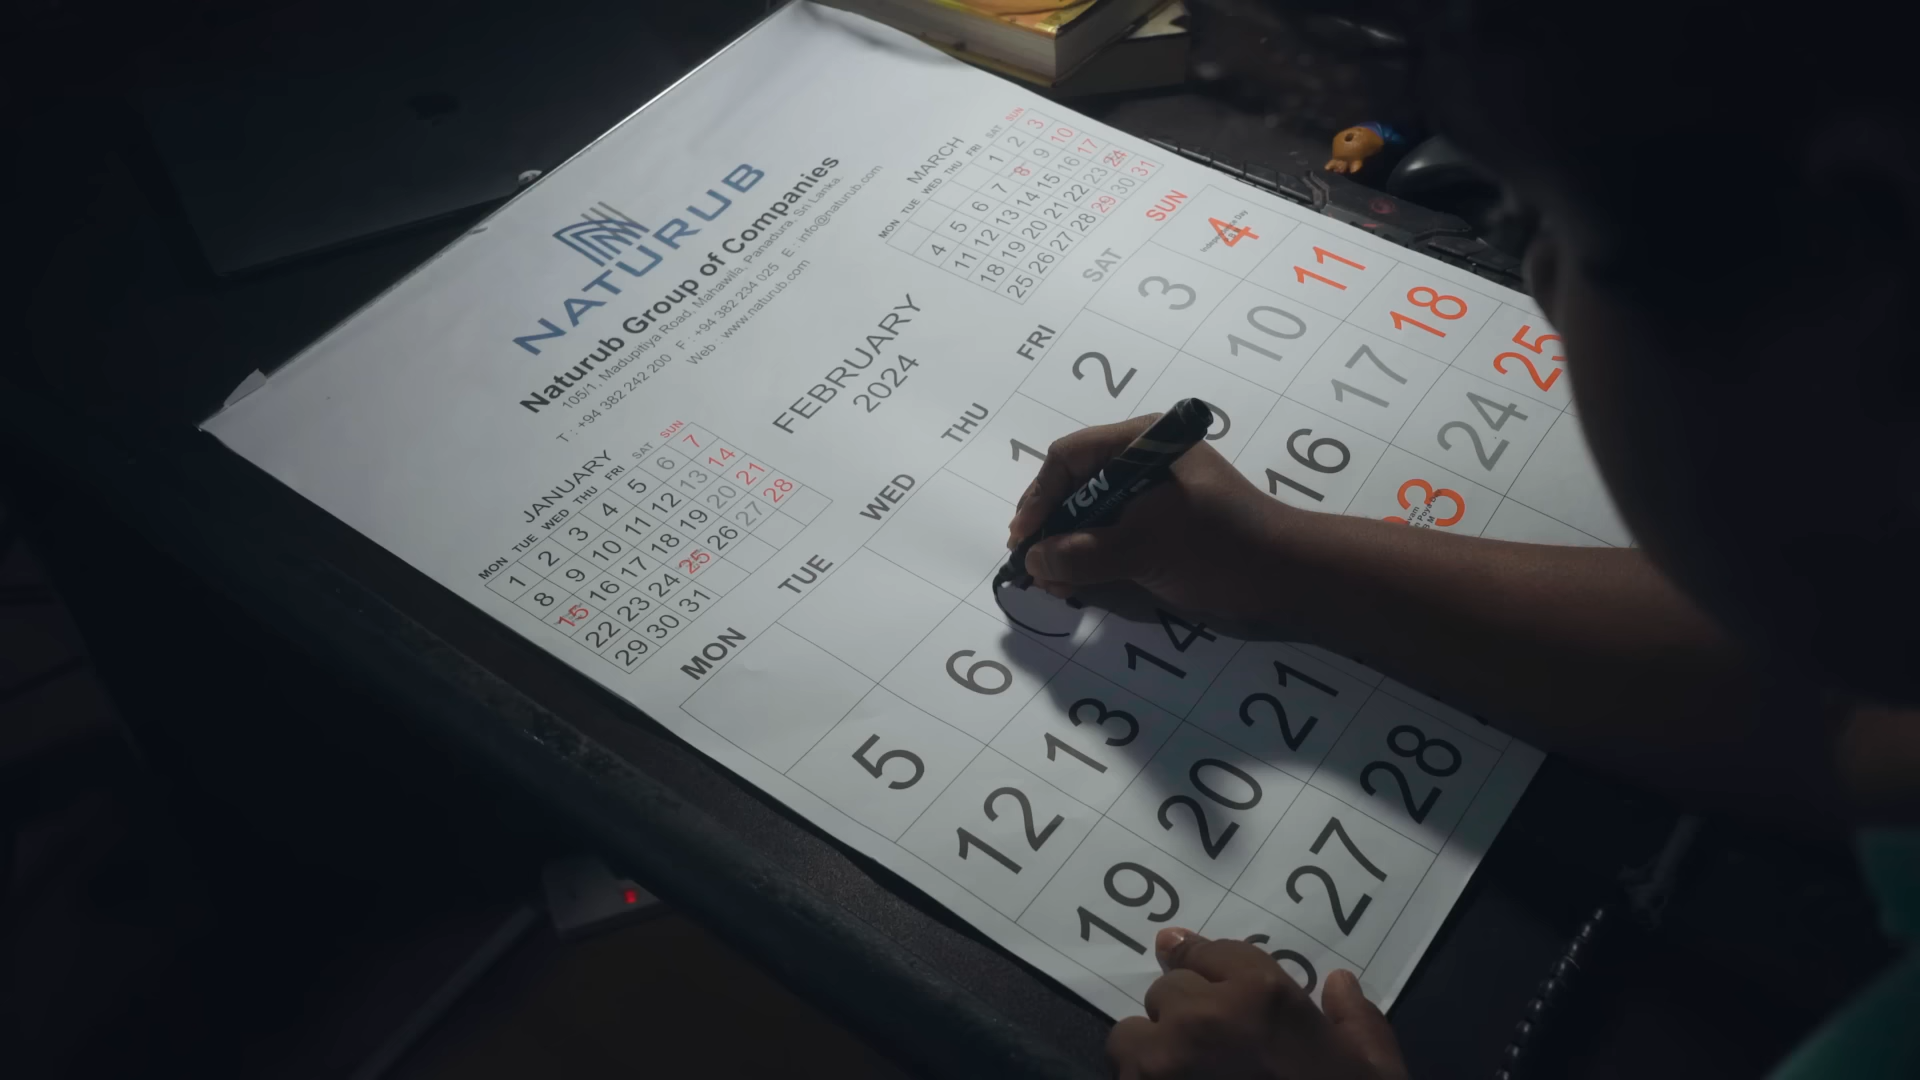 NATURUB
Naturub Group of Companies
105/1, Madupitiya Road, Mahawila, Panadura, Sri Lanka.
T : +94 382 242 200 F : +94 382 234 025 E : info@naturub.com
Web : www.naturub.com
JANUARY
MON TUE WED THU FRI SAT SUN
1 2 3 4 5 6 7
8 9 10 11 12 13 14
15 16 17 18 19 20 21
22 23 24 25 26 27 28
29 30 31
FEBRUARY
2024
MARCH
MON TUE WED THU FRI SAT SUN
1 2 3
4 5 6 7 8 9 10
11 12 13 14 15 16 17
18 19 20 21 22 23 24
25 26 27 28 29 30 31
MON TUE WED THU FRI SAT SUN
1 2 3 4
Independence Day
5 6 10 11
12 13 14 16 17 18
19 20 21 24 25
27 28
TEN